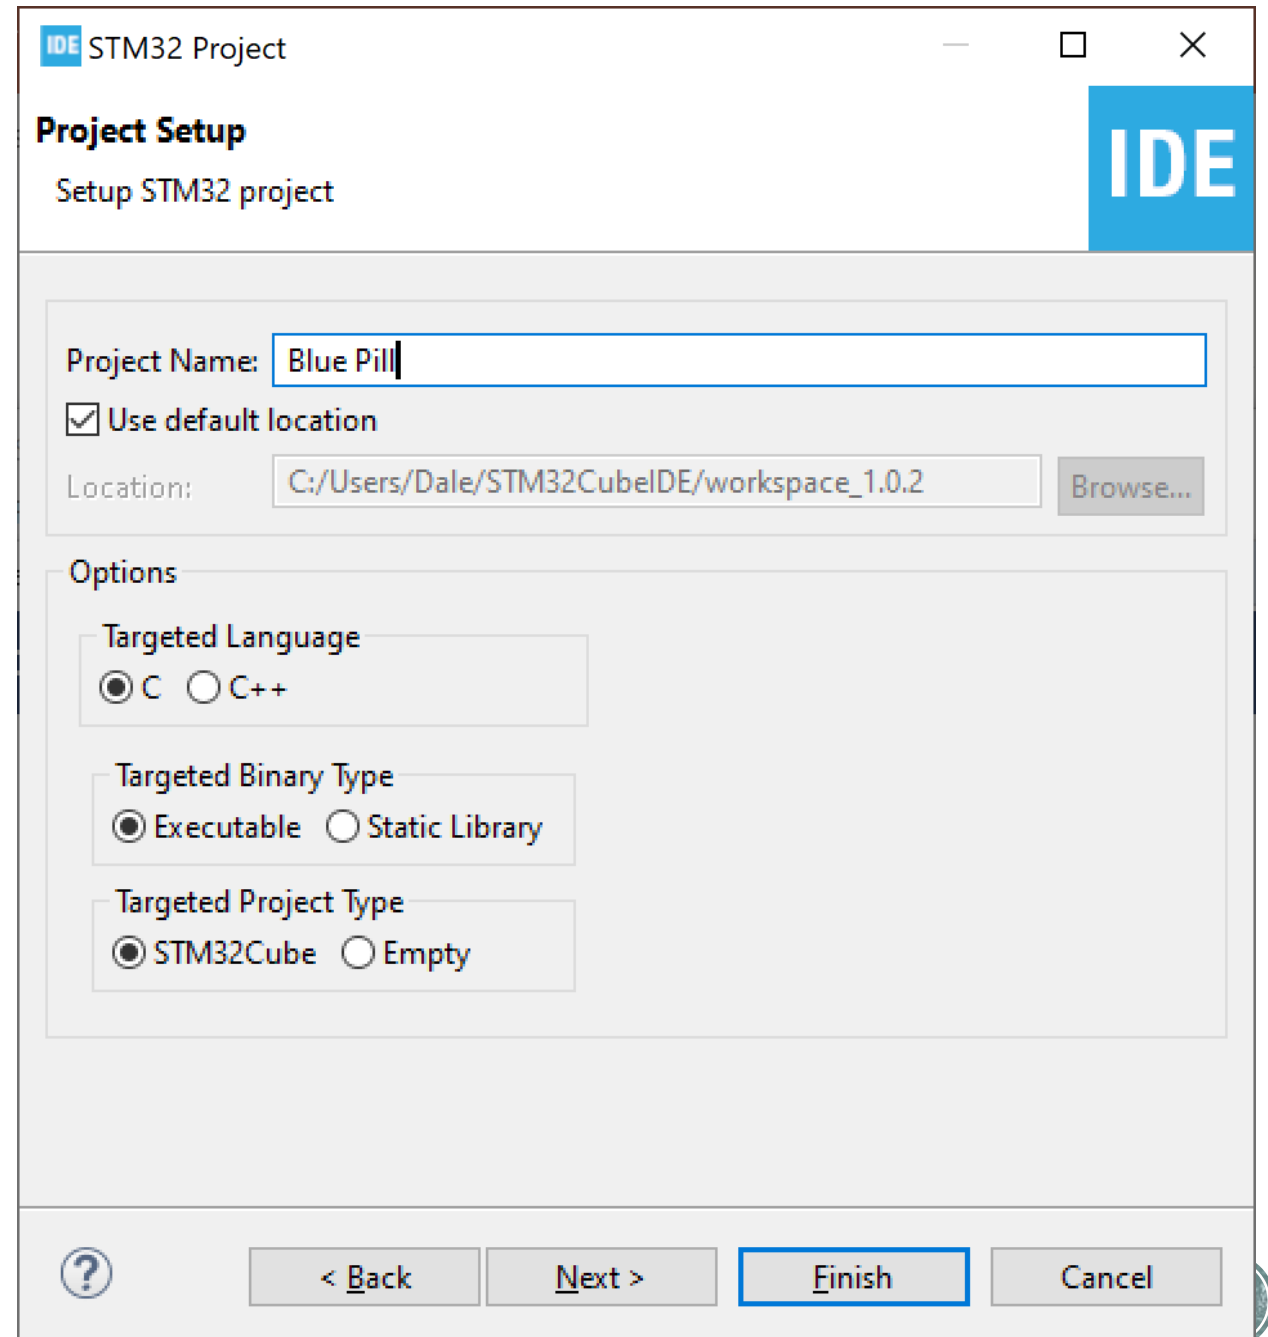 IDE STM32 Project
Project Setup
Setup STM32 project
IDE
Project Name: Blue Pill
Use default location
Location: C:/Users/Dale/STM32CubeIDE/workspace_1.0.2 Browse...
Options
Targeted Language
C C++
Targeted Binary Type
Executable Static Library
Targeted Project Type
STM32Cube Empty
? < Back Next > Finish Cancel